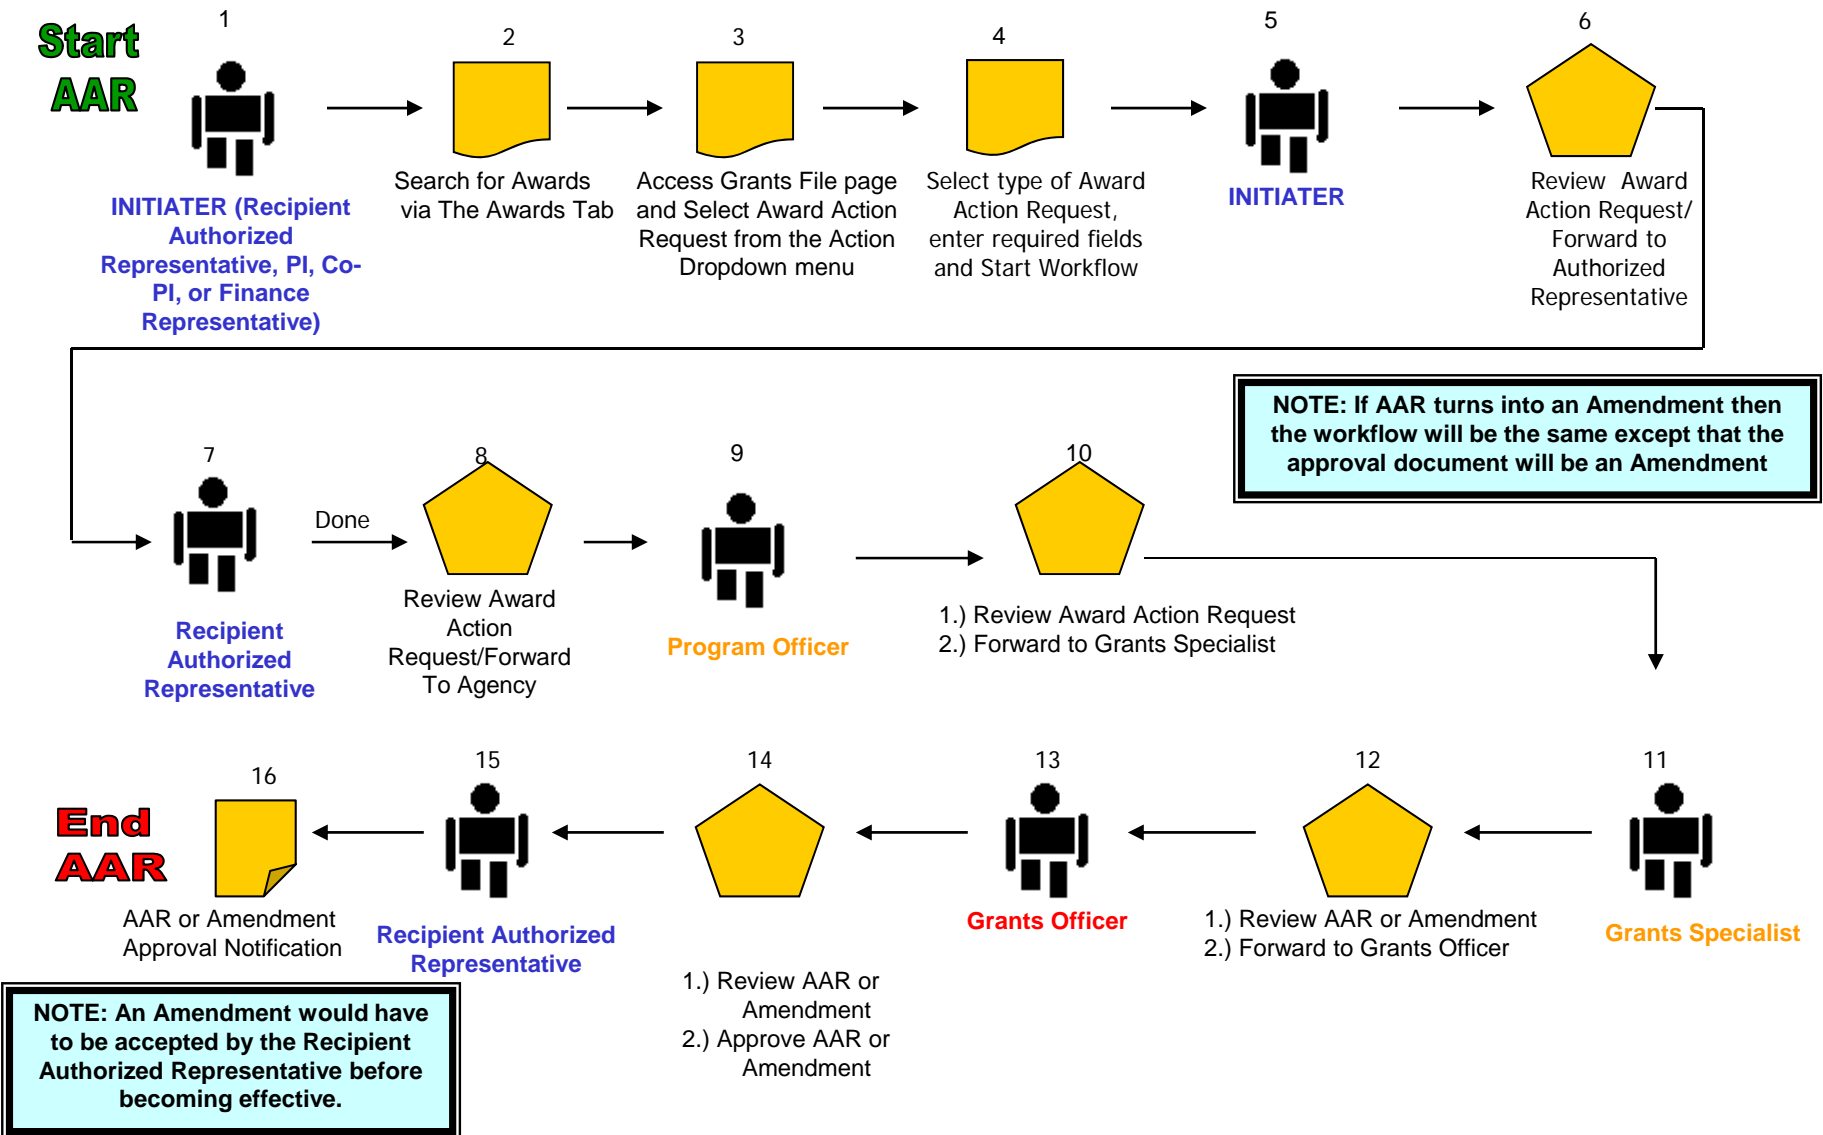 Start
AAR
1
INITIATER (Recipient
Authorized
Representative, PI, Co-
PI, or Finance
Representative)
2
Search for Awards
via The Awards Tab
3
Access Grants File page
and Select Award Action
Request from the Action
Dropdown menu
4
Select type of Award
Action Request,
enter required fields
and Start Workflow
5
INITIATER
6
Review Award
Action Request/
Forward to
Authorized
Representative
NOTE: If AAR turns into an Amendment then
the workflow will be the same except that the
approval document will be an Amendment
7
Recipient
Authorized
Representative
Done
8
Review Award
Action
Request/Forward
To Agency
9
Program Officer
10
1.) Review Award Action Request
2.) Forward to Grants Specialist
11
Grants Specialist
12
1.) Review AAR or Amendment
2.) Forward to Grants Officer
13
Grants Officer
14
1.) Review AAR or
Amendment
2.) Approve AAR or
Amendment
15
Recipient Authorized
Representative
16
AAR or Amendment
Approval Notification
End
AAR
NOTE: An Amendment would have
to be accepted by the Recipient
Authorized Representative before
becoming effective.